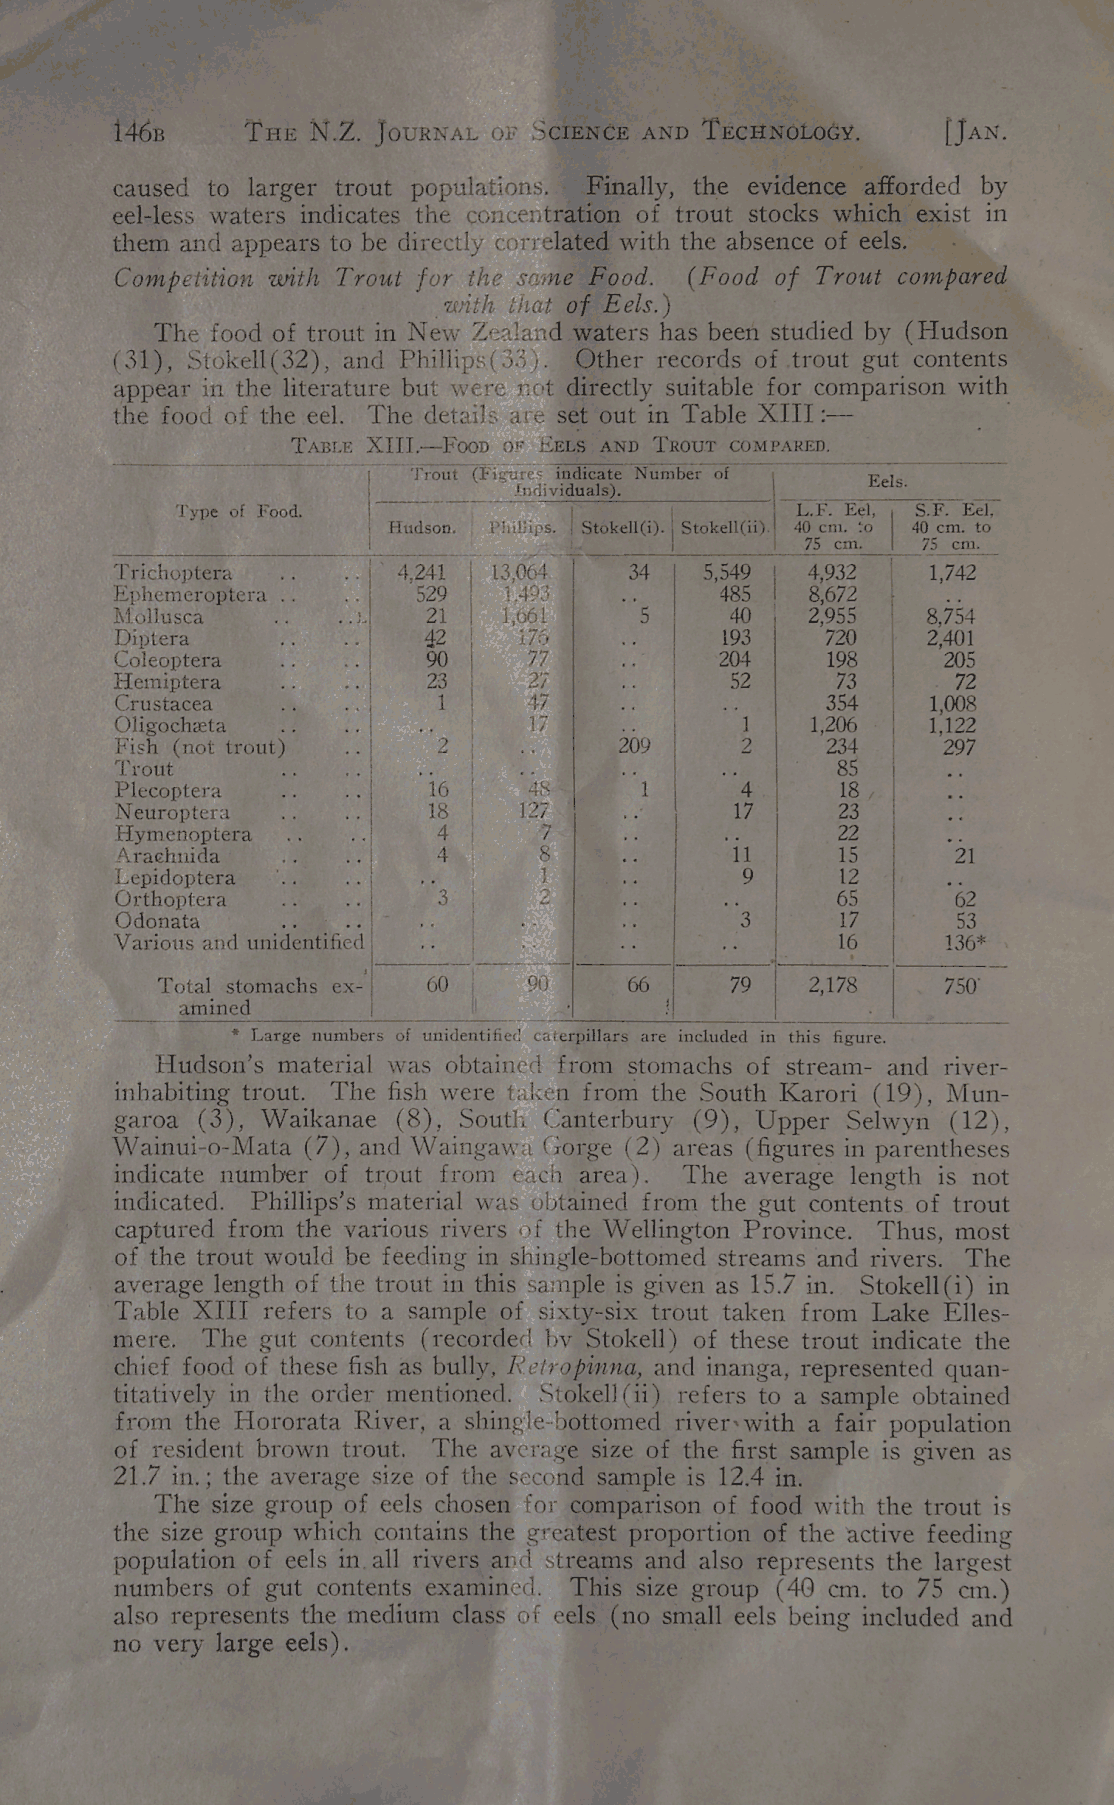 146B THE N.Z. JOURNAL OF SCIENCE AND TECHNOLOGY. [JAN.
caused to larger trout populations. Finally, the evidence afforded by
eel-less waters indicates the concentration of trout stocks which exist in
them and appears to be directly correlated with the absence of eels.
Competition with Trout for the same Food. (Food of Trout compared
with that of Eels.)
The food of trout in New Zealand waters has been studied by (Hudson
(31), Stokell(32), and Phillips(33). Other records of trout gut contents
appear in the literature but were not directly suitable for comparison with
the food of the eel. The details are set out in Table XIII:—
TABLE XIII.—FOOD OF EELS AND TROUT COMPARED.
Type of Food. Trout (Figures indicate Number of Individuals). Eels.
Hudson. Phillips. Stokell(i). Stokell(ii). L.F. Eel, 40 cm. to 75 cm. S.F. Eel, 40 cm. to 75 cm.
Trichoptera .. .. 4,241 13,064 34 5,549 4,932 1,742
Ephemeroptera .. .. 529 1,493 .. 485 8,672 ..
Mollusca .. .. 21 1,661 5 40 2,955 8,754
Diptera .. .. 42 176 .. 193 720 2,401
Coleoptera .. .. 90 77 .. 204 198 205
Hemiptera .. .. 23 27 .. 52 73 72
Crustacea .. .. 1 47 .. .. 354 1,008
Oligochæta .. .. .. 17 .. 1 1,206 1,122
Fish (not trout) .. 2 .. 209 2 234 297
Trout .. .. .. .. .. .. 85 ..
Plecoptera .. .. 16 48 1 4 18 ..
Neuroptera .. .. 18 127 .. 17 23 ..
Hymenoptera .. .. 4 7 .. .. 22 ..
Arachnida .. .. 4 8 .. 11 15 21
Lepidoptera .. .. .. 1 .. 9 12 ..
Orthoptera .. .. 3 2 .. .. 65 62
Odonata .. .. .. .. .. 3 17 53
Various and unidentified .. .. .. .. 16 136*
Total stomachs ex- 60 90 66 79 2,178 750
amined
* Large numbers of unidentified caterpillars are included in this figure.
Hudson's material was obtained from stomachs of stream- and river-
inhabiting trout. The fish were taken from the South Karori (19), Mun-
garoa (3), Waikanae (8), South Canterbury (9), Upper Selwyn (12),
Wainui-o-Mata (7), and Waingawa Gorge (2) areas (figures in parentheses
indicate number of trout from each area). The average length is not
indicated. Phillips's material was obtained from the gut contents of trout
captured from the various rivers of the Wellington Province. Thus, most
of the trout would be feeding in shingle-bottomed streams and rivers. The
average length of the trout in this sample is given as 15.7 in. Stokell(i) in
Table XIII refers to a sample of sixty-six trout taken from Lake Elles-
mere. The gut contents (recorded by Stokell) of these trout indicate the
chief food of these fish as bully, Retropinna, and inanga, represented quan-
titatively in the order mentioned. Stokell(ii) refers to a sample obtained
from the Hororata River, a shingle-bottomed river with a fair population
of resident brown trout. The average size of the first sample is given as
21.7 in.; the average size of the second sample is 12.4 in.
The size group of eels chosen for comparison of food with the trout is
the size group which contains the greatest proportion of the active feeding
population of eels in all rivers and streams and also represents the largest
numbers of gut contents examined. This size group (40 cm. to 75 cm.)
also represents the medium class of eels (no small eels being included and
no very large eels).